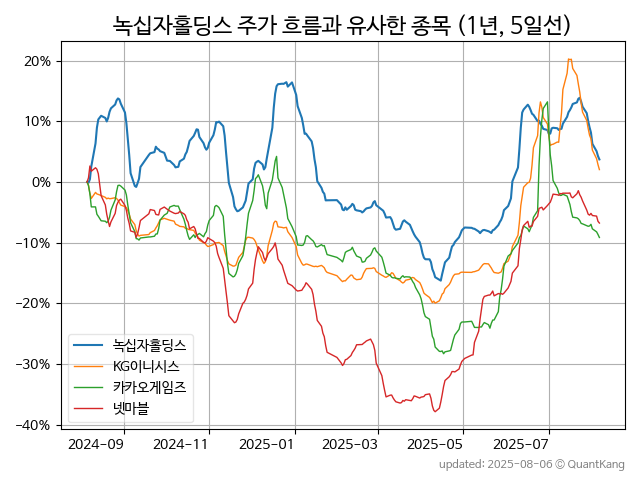 녹십자홀딩스 주가 흐름과 유사한 종목 (1년, 5일선)
20%
10%
0%
−10%
−20%
−30%
−40%
녹십자홀딩스
KG이니시스
카카오게임즈
넷마블
2024−09
2024−11
2025−01
2025−03
2025−05
2025−07
updated: 2025-08-06 © QuantKang